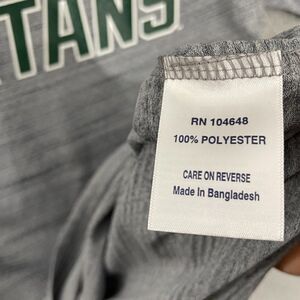 TANS
RN 104648
100% POLYESTER
CARE ON REVERSE
Made In Bangladesh